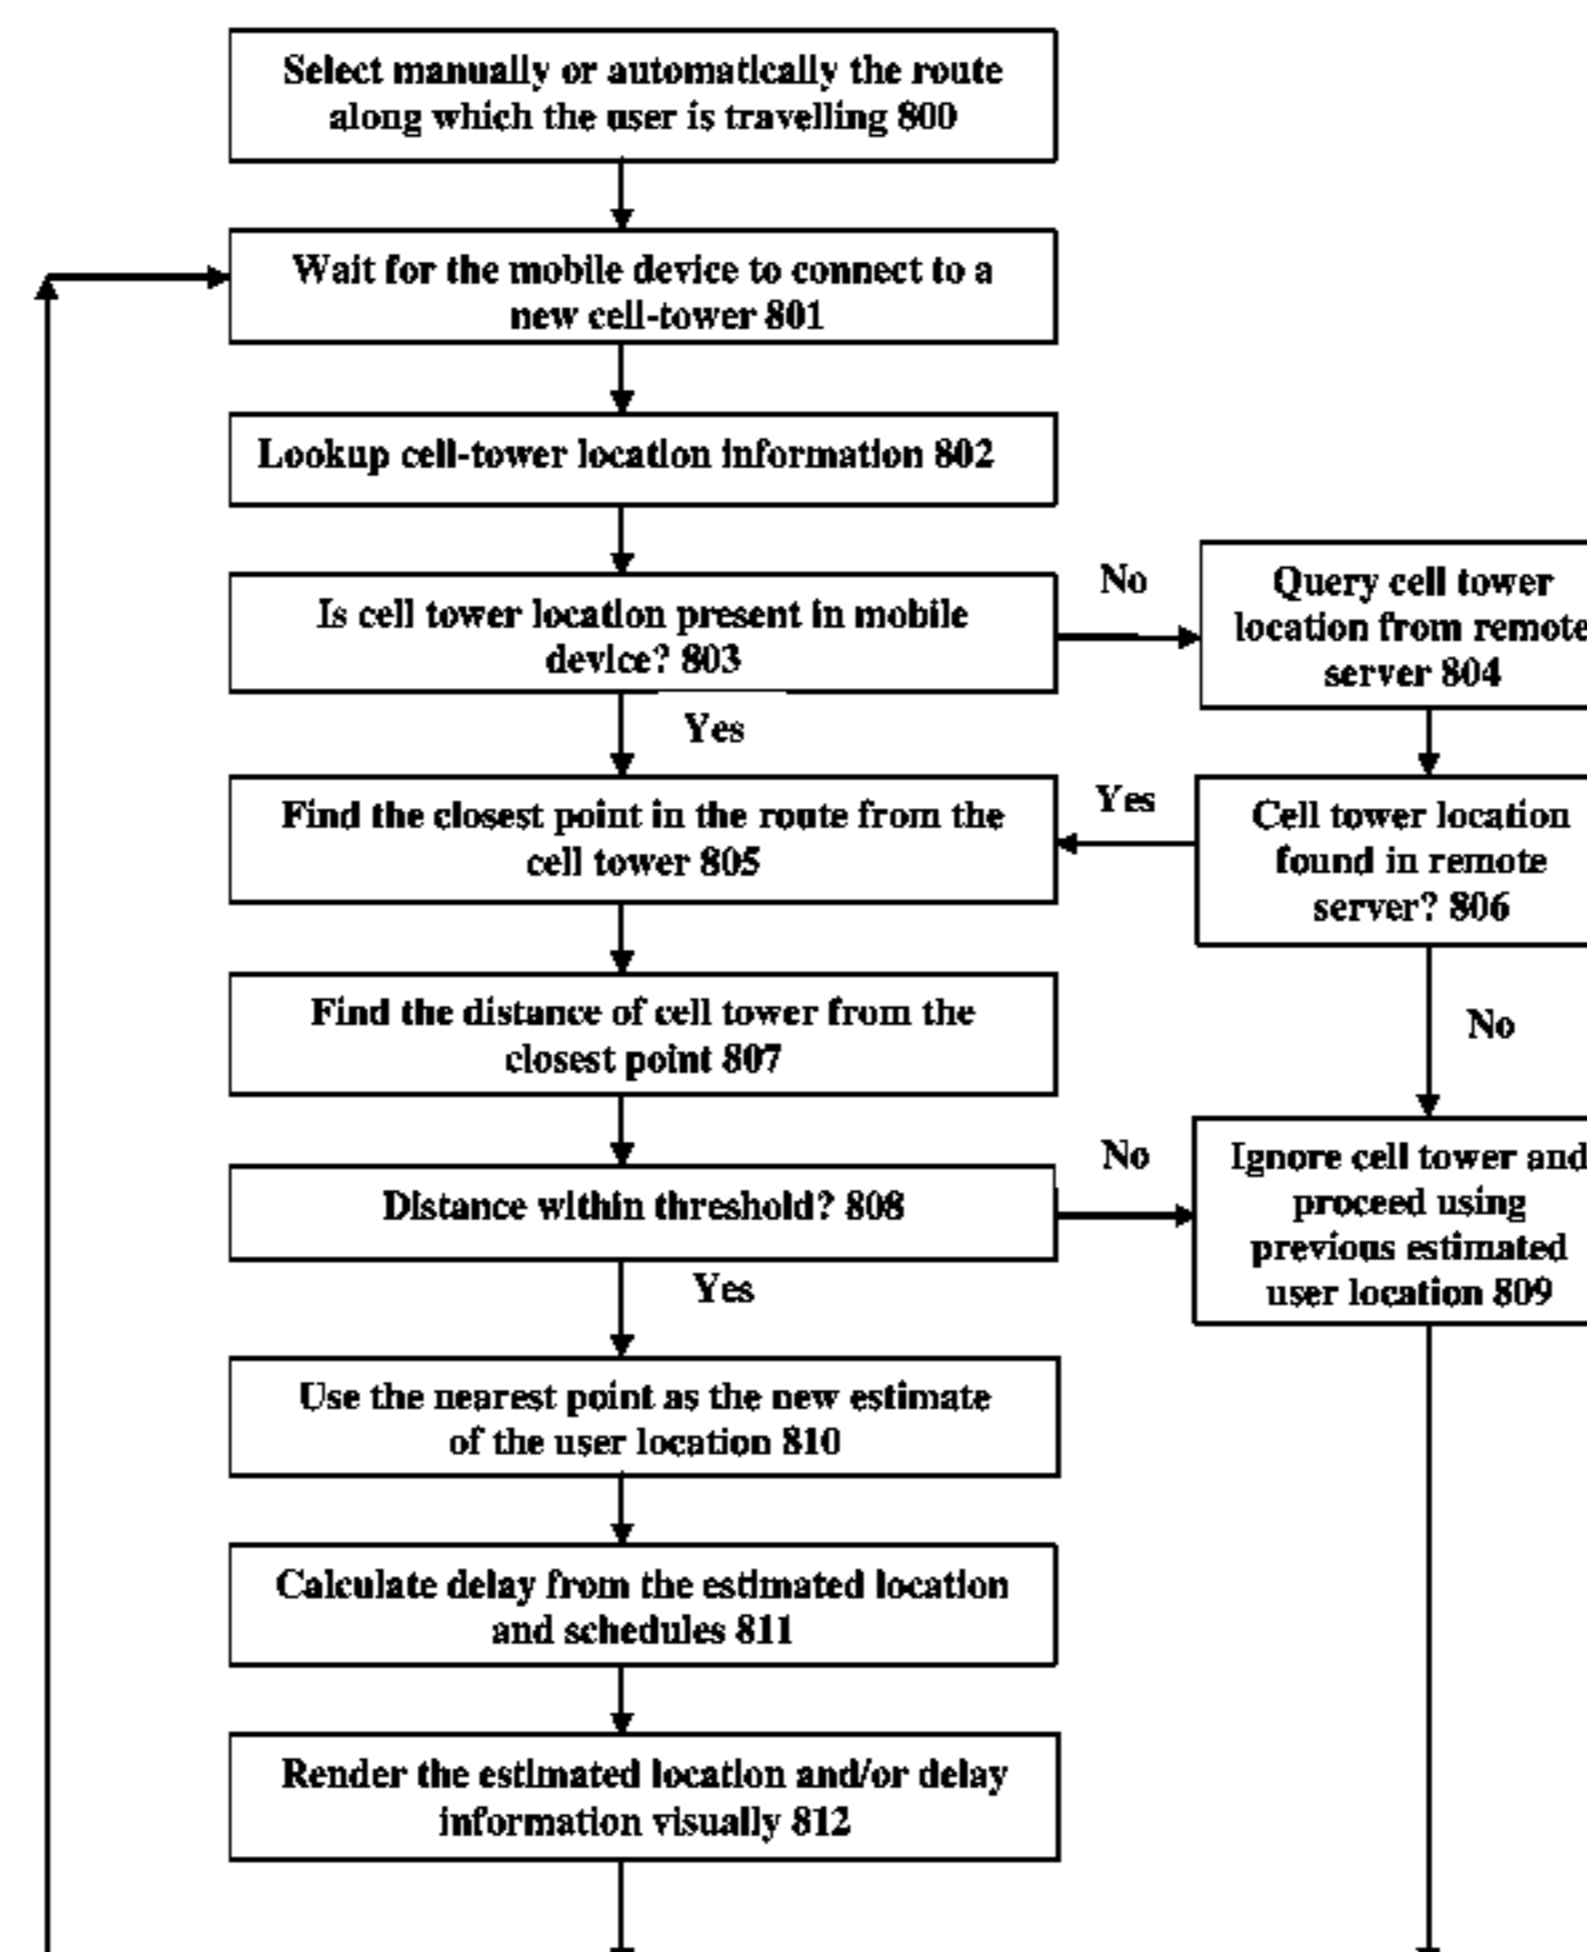 Select manually or automatically the route
along which the user is travelling 800
Wait for the mobile device to connect to a
new cell-tower 801
Lookup cell-tower location information 802
Is cell tower location present in mobile
device? 803
No
Query cell tower
location from remote
server 804
Yes
Find the closest point in the route from the
cell tower 805
Yes
Cell tower location
found in remote
server? 806
No
Find the distance of cell tower from the
closest point 807
Distance within threshold? 808
No
Ignore cell tower and
proceed using
previous estimated
user location 809
Yes
Use the nearest point as the new estimate
of the user location 810
Calculate delay from the estimated location
and schedules 811
Render the estimated location and/or delay
information visually 812